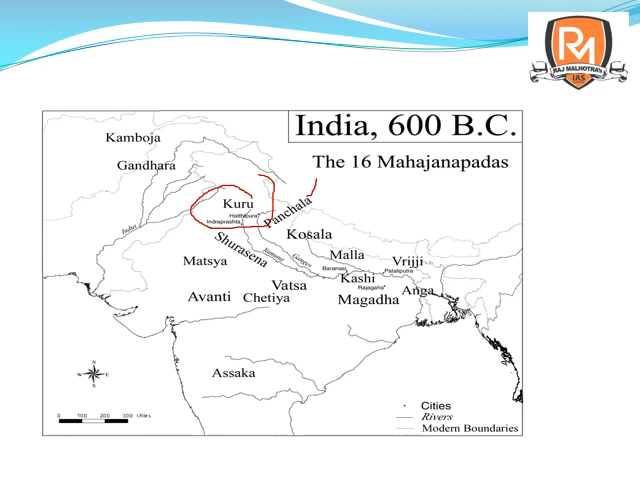 RM
RAJ MALHOTRA's
IAS
India, 600 B.C.
The 16 Mahajanapadas
Kamboja
Gandhara
Kuru
Hatthipura
Indraprashta
Panchala
Indus
Kosala
Shurasena
Malla
Vrijji
Matsya
Yamuna
Ganges
Baranasi
Pataliputra
Kashi
Rajagaha
Vatsa
Anga
Avanti
Chetiya
Magadha
Assaka
N
W E
S
0 100 200 300 Miles
Cities
Rivers
Modern Boundaries